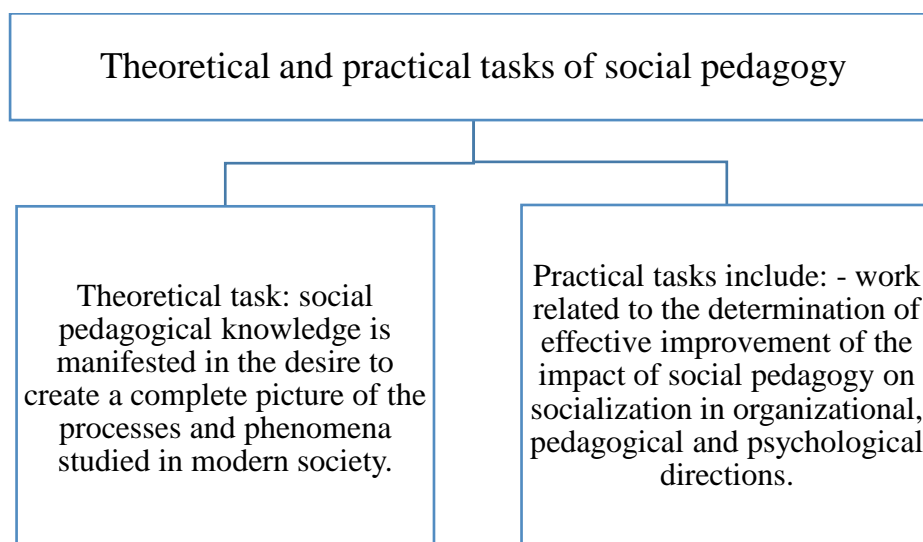 Theoretical and practical tasks of social pedagogy
Theoretical task: social
pedagogical knowledge is
manifested in the desire to
create a complete picture of the
processes and phenomena
studied in modern society.
Practical tasks include: - work
related to the determination of
effective improvement of the
impact of social pedagogy on
socialization in organizational,
pedagogical and psychological
directions.